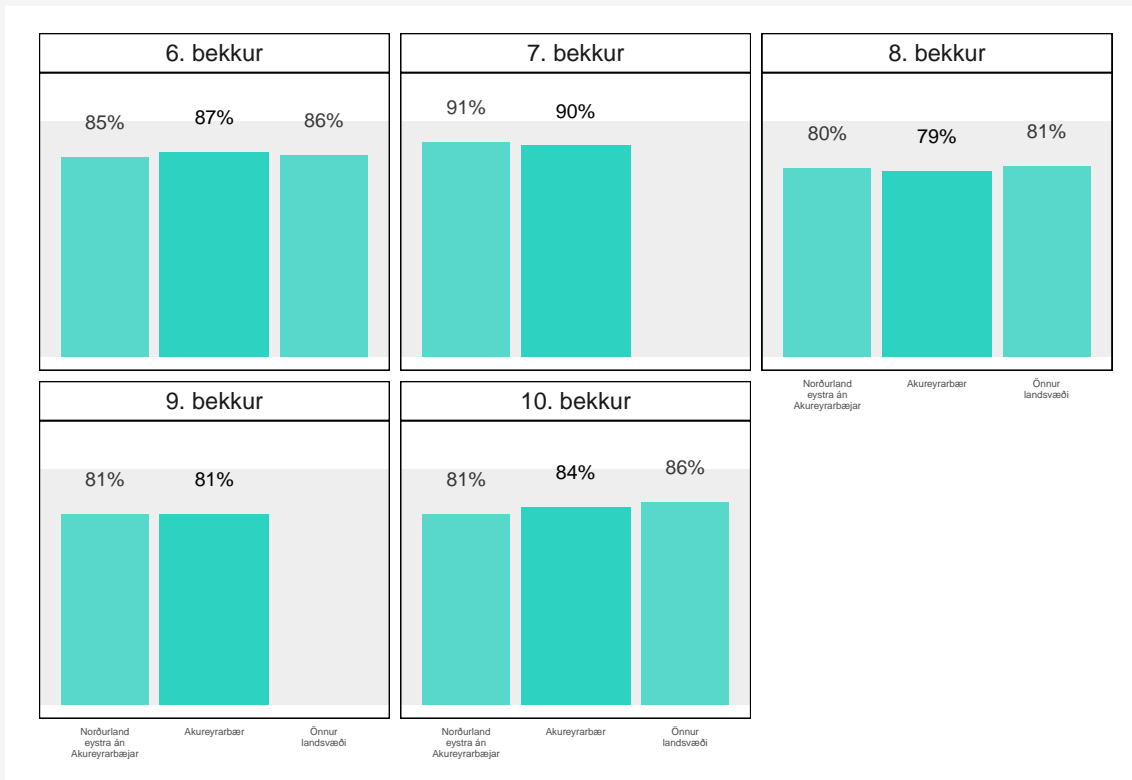 6. bekkur
85%
87%
86%
7. bekkur
91%
90%
8. bekkur
80%
79%
81%
Norðurland
eystra án
Akureyrarbæjar
Akureyrarbær
Önnur
landsvæði
9. bekkur
81%
81%
Norðurland
eystra án
Akureyrarbæjar
Akureyrarbær
Önnur
landsvæði
10. bekkur
81%
84%
86%
Norðurland
eystra án
Akureyrarbæjar
Akureyrarbær
Önnur
landsvæði